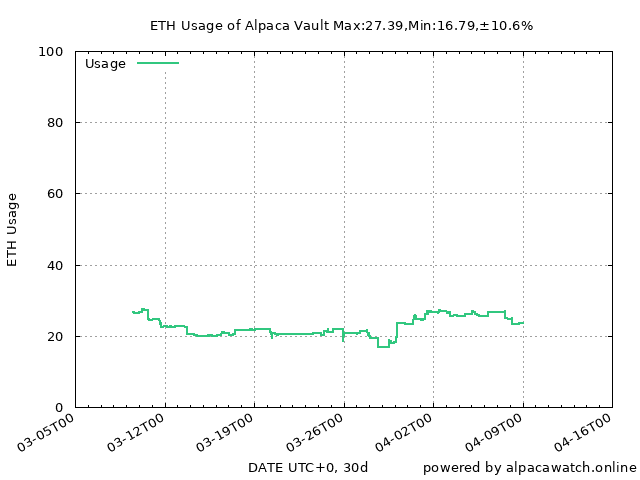 ETH Usage of Alpaca Vault Max:27.39,Min:16.79,±10.6%
100
Usage
80
60
ETH Usage
40
20
0
03-05T00
03-12T00
03-19T00
03-26T00
04-02T00
04-09T00
04-16T00
DATE UTC+0, 30d
powered by alpacawatch.online